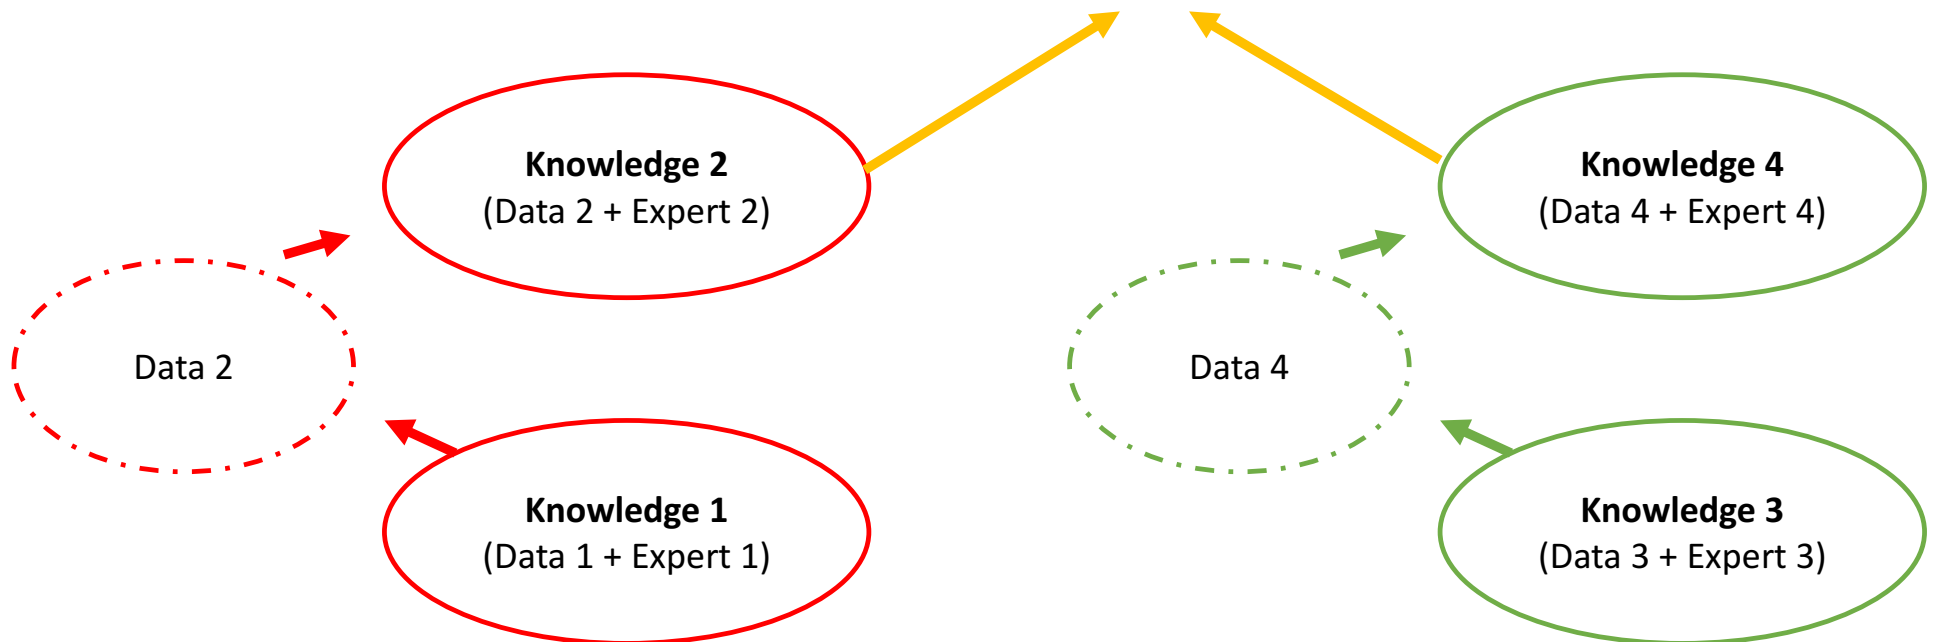 Knowledge 2
(Data 2 + Expert 2)
Knowledge 4
(Data 4 + Expert 4)
Data 2
Data 4
Knowledge 1
(Data 1 + Expert 1)
Knowledge 3
(Data 3 + Expert 3)